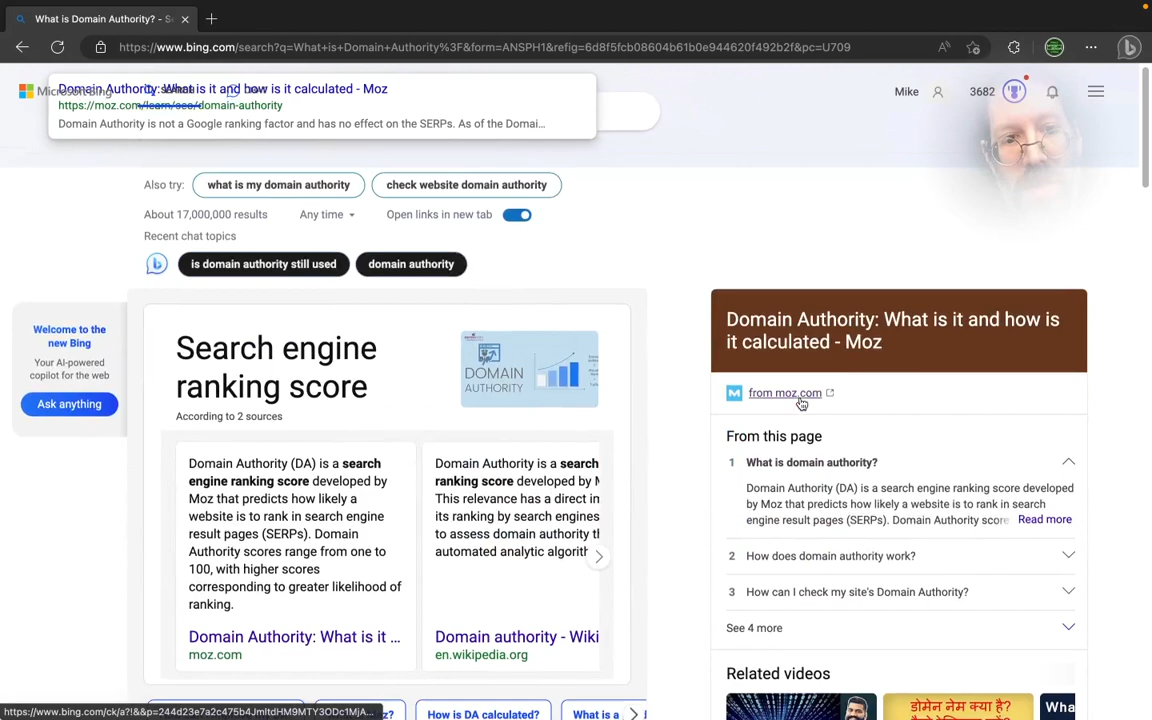 What is Domain Authority? - Se
https://www.bing.com/search?q=What+is+Domain+Authority%3F&form=ANSPH1&refig=6d8f5fcb08604b61b0e944620f492b2f&pc=U709
Domain Authority: What is it and how is it calculated - Moz
https://moz.com/learn/seo/domain-authority
Domain Authority is not a Google ranking factor and has no effect on the SERPs. As of the Domai...
Mike
3682
Also try:
what is my domain authority
check website domain authority
About 17,000,000 results
Any time
Open links in new tab
Recent chat topics
is domain authority still used
domain authority
Welcome to the
new Bing
Your AI-powered
copilot for the web
Ask anything
Search engine
ranking score
According to 2 sources
DOMAIN
AUTHORITY
Domain Authority (DA) is a search
engine ranking score developed by
Moz that predicts how likely a
website is to rank in search engine
result pages (SERPs). Domain
Authority scores range from one to
100, with higher scores
corresponding to greater likelihood of
ranking.
Domain Authority: What is it ...
moz.com
Domain Authority is a search
ranking score developed by M
This relevance has a direct in
its ranking by search engines
to assess domain authority th
automated analytic algorith
Domain authority - Wiki
en.wikipedia.org
Domain Authority: What is it and how is
it calculated - Moz
from moz.com
From this page
1 What is domain authority?
Domain Authority (DA) is a search engine ranking score developed
by Moz that predicts how likely a website is to rank in search
engine result pages (SERPs). Domain Authority score Read more
2 How does domain authority work?
3 How can I check my site's Domain Authority?
See 4 more
Related videos
डोमेन नेम क्या है?
Wha
https://www.bing.com/ck/a?!&&p=244d23e7a2c475b4JmltdHM9MTY3ODc1MjA...
z?
How is DA calculated?
What is a